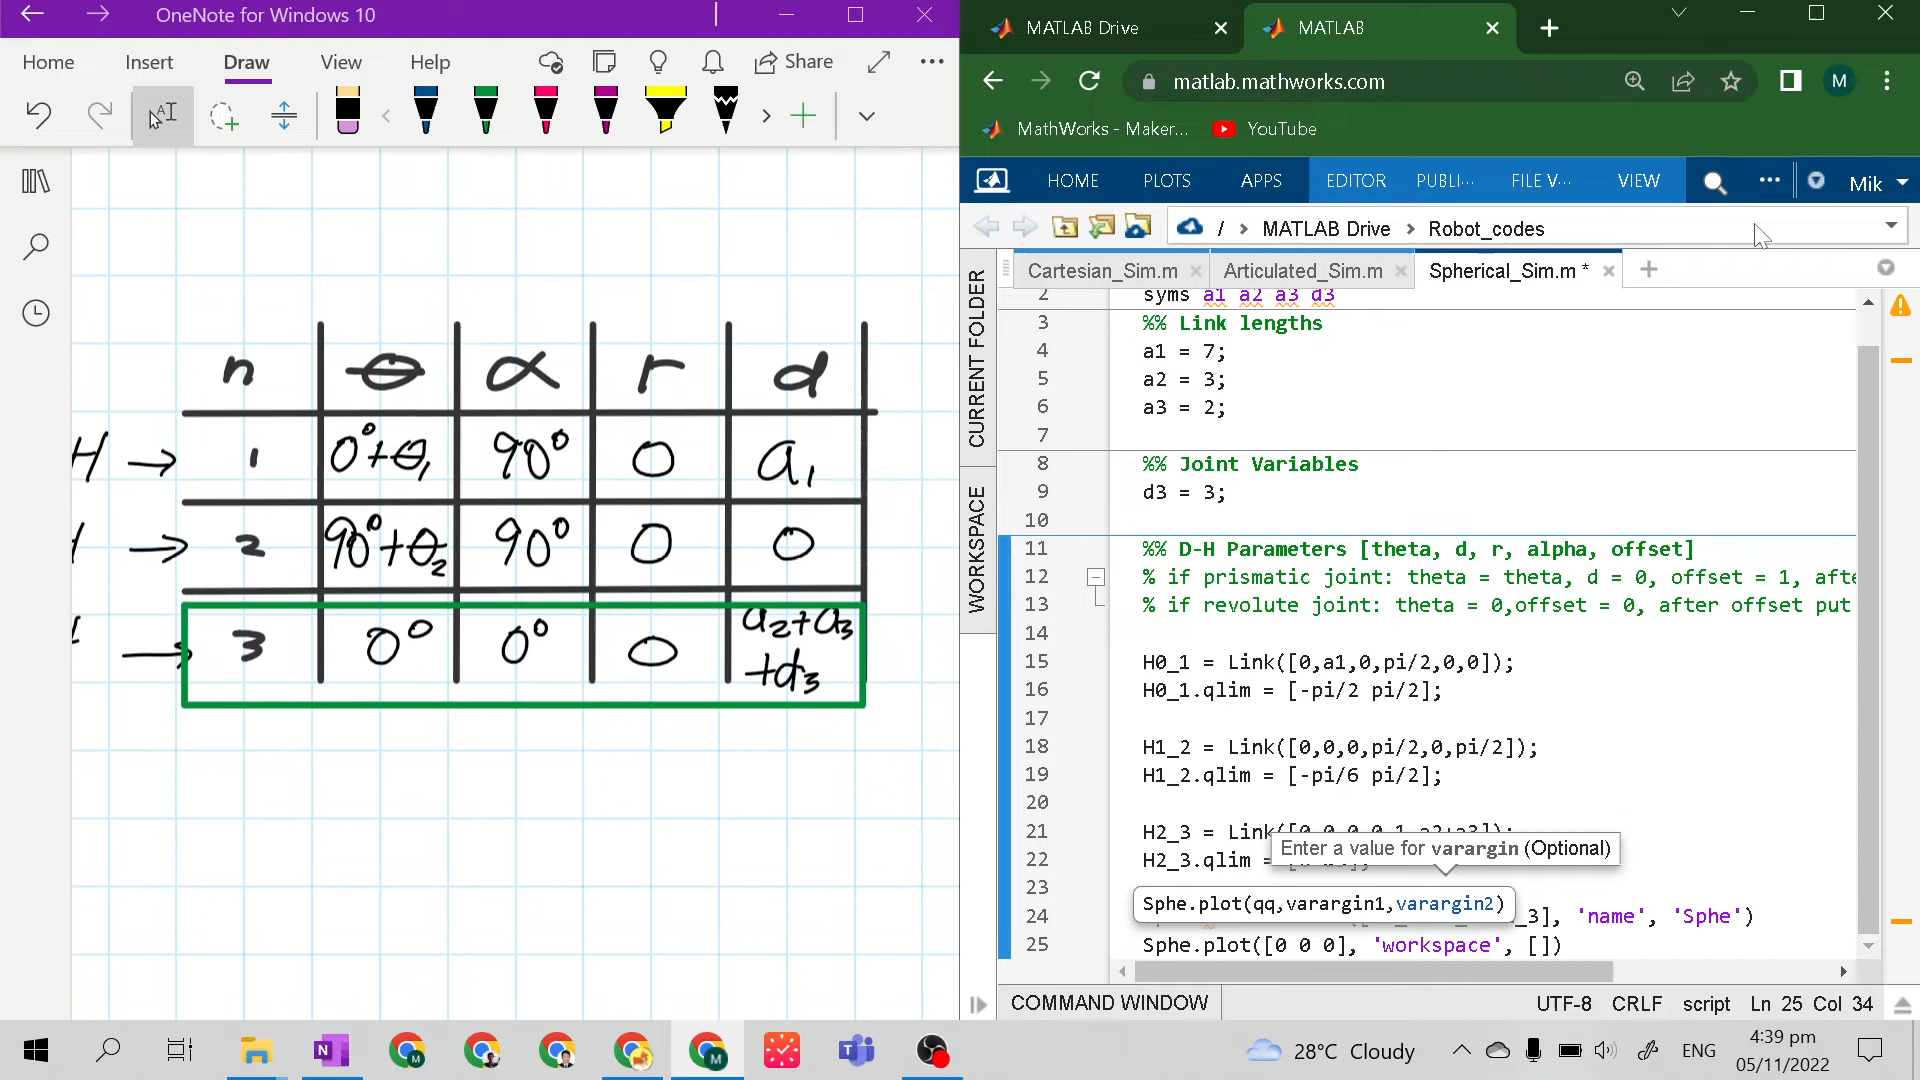 OneNote for Windows 10
Home Insert Draw View Help Share
n θ α r d
H → 1 0°+θ₁ 90° 0 a₁
→ 2 90°+θ₂ 90° 0 0
→ 3 0° 0° 0 a₂+a₃
+d₃
MATLAB Drive MATLAB
matlab.mathworks.com M
MathWorks - Maker... YouTube
HOME PLOTS APPS EDITOR PUBLI... FILE V... VIEW Mik
/ > MATLAB Drive > Robot_codes
Cartesian_Sim.m Articulated_Sim.m Spherical_Sim.m *
CURRENT FOLDER
WORKSPACE
2 syms a1 a2 a3 d3
3 %% Link lengths
4 a1 = 7;
5 a2 = 3;
6 a3 = 2;
7
8 %% Joint Variables
9 d3 = 3;
10
11 %% D-H Parameters [theta, d, r, alpha, offset]
12 % if prismatic joint: theta = theta, d = 0, offset = 1, afte
13 % if revolute joint: theta = 0,offset = 0, after offset put
14
15 H0_1 = Link([0,a1,0,pi/2,0,0]);
16 H0_1.qlim = [-pi/2 pi/2];
17
18 H1_2 = Link([0,0,0,pi/2,0,pi/2]);
19 H1_2.qlim = [-pi/6 pi/2];
20
21 H2_3 = Link([0,0,0,0,1,a2+a3]);
Enter a value for varargin (Optional)
22 H2_3.qlim =
23
Sphe.plot(qq,varargin1,varargin2)
24 _3], 'name', 'Sphe')
25 Sphe.plot([0 0 0], 'workspace', [])
COMMAND WINDOW UTF-8 CRLF script Ln 25 Col 34
28°C Cloudy ENG 4:39 pm
05/11/2022